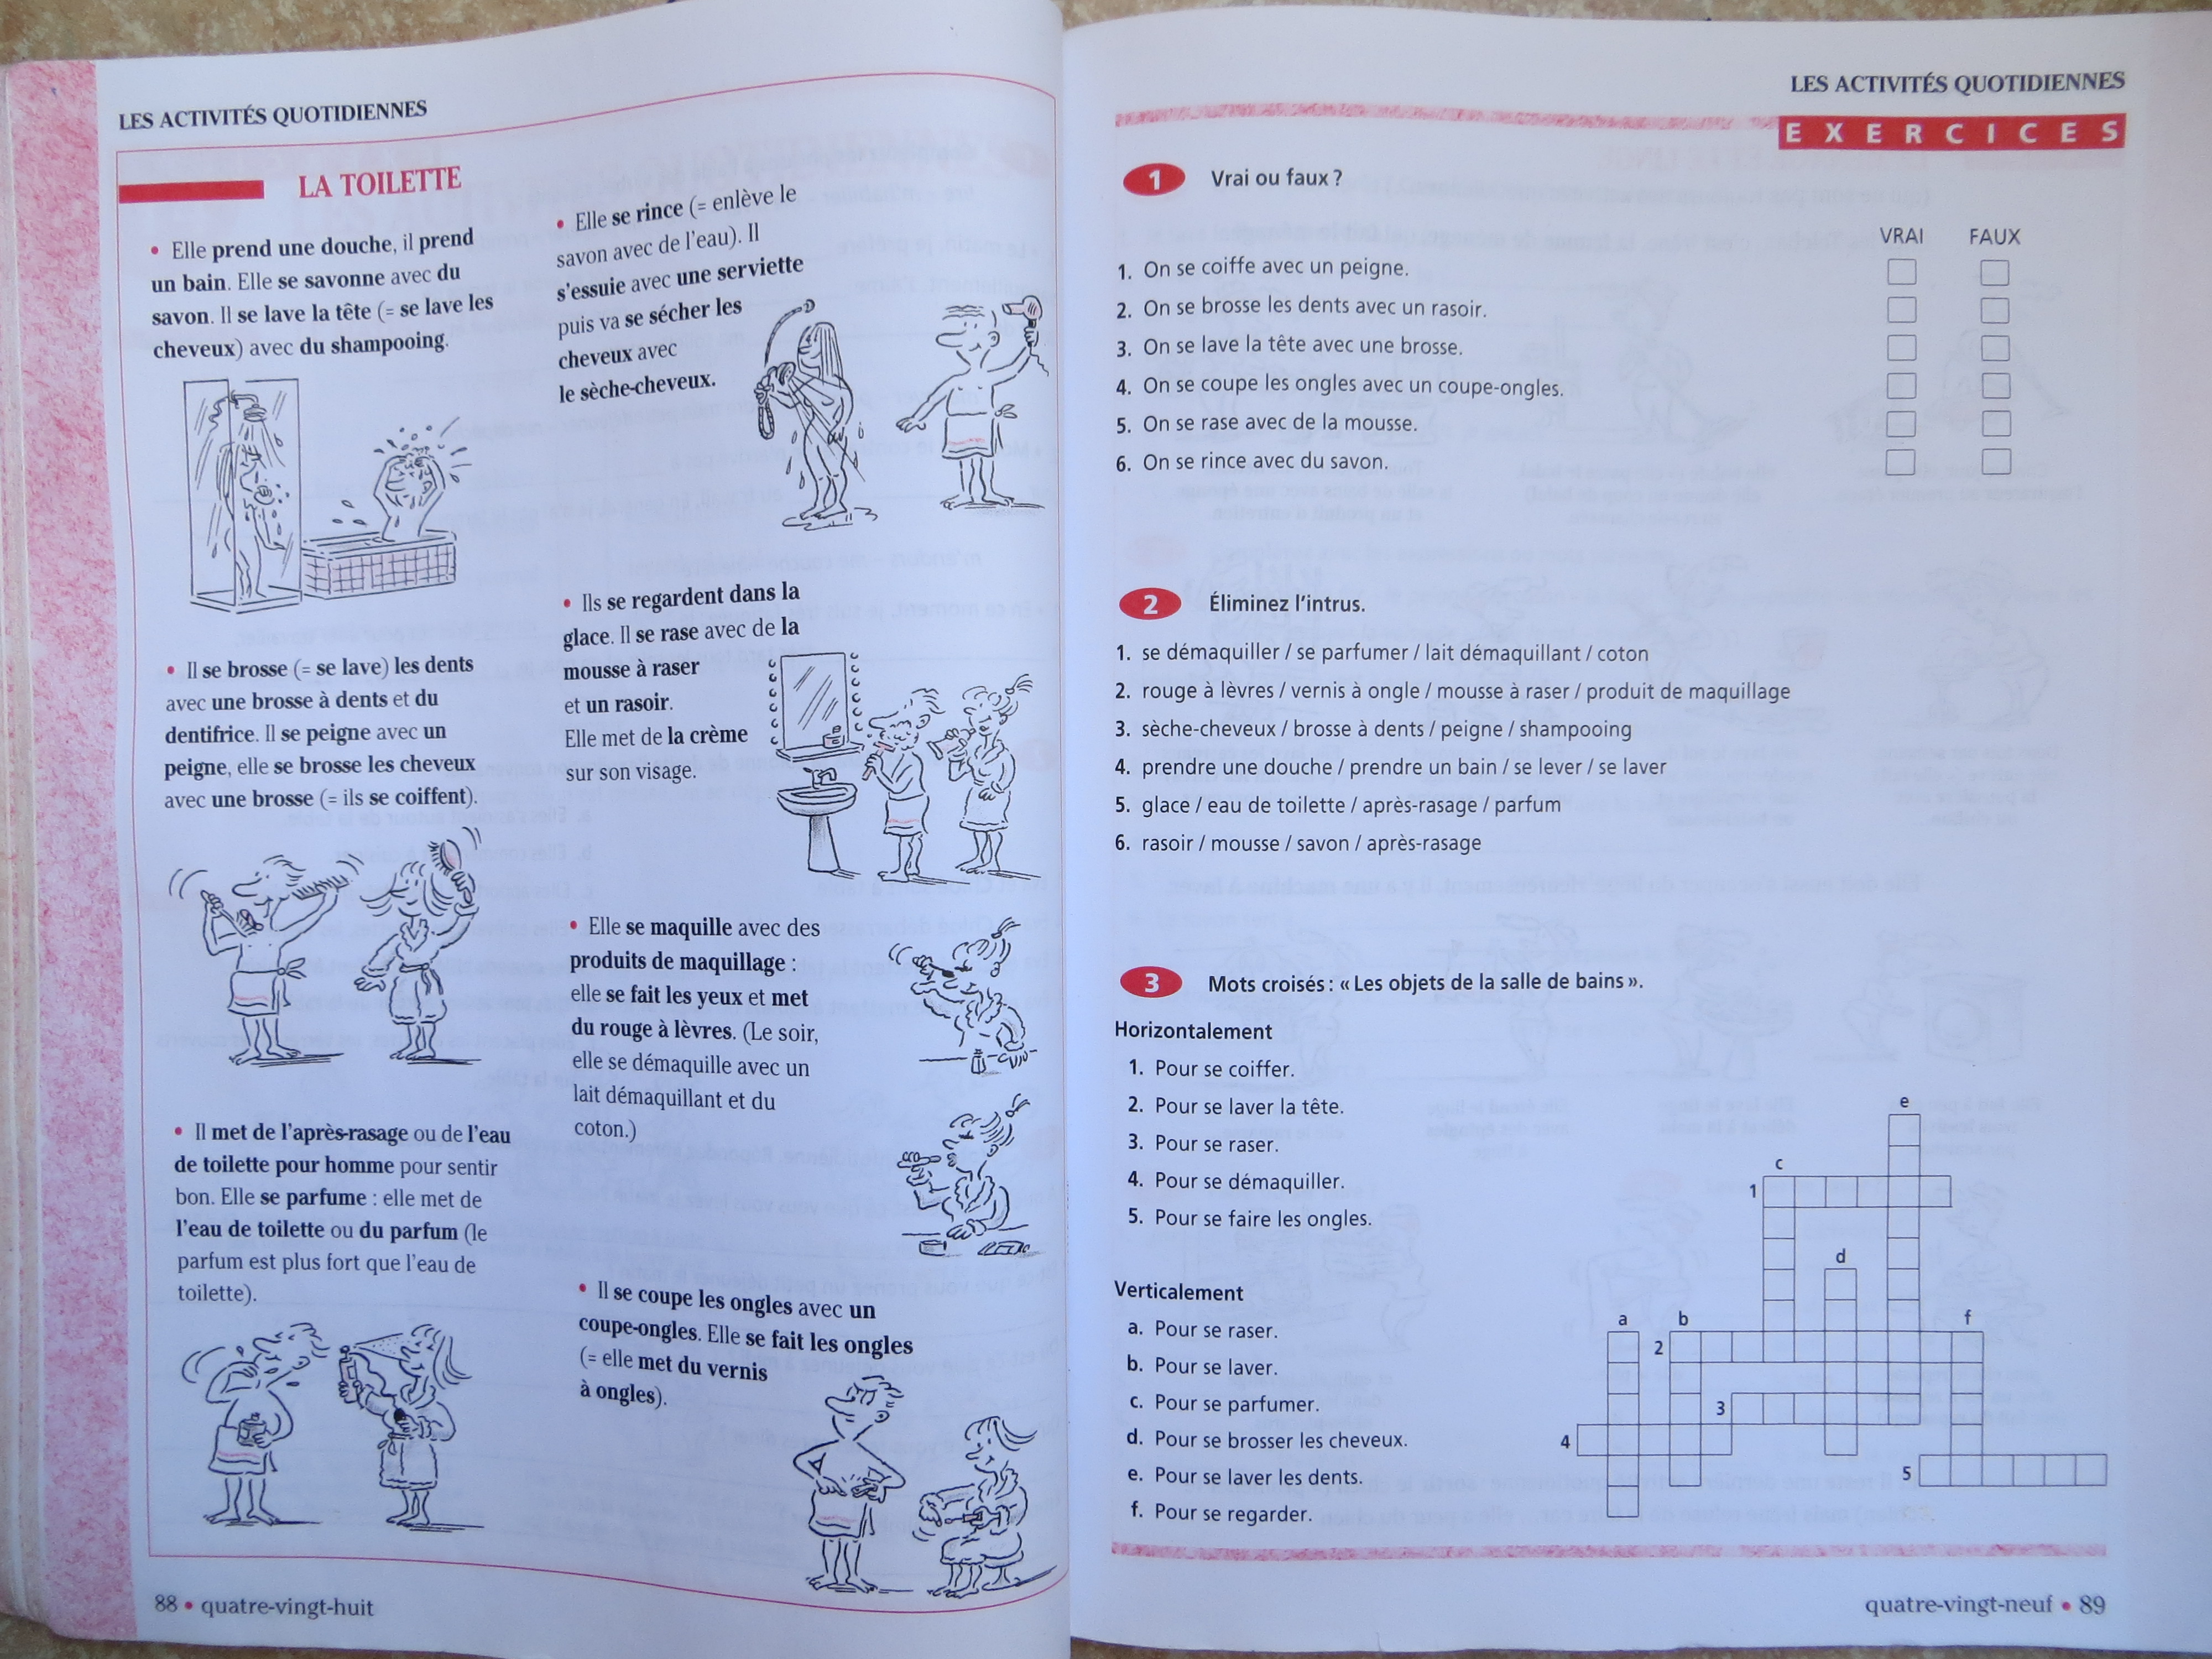 LES ACTIVITÉS QUOTIDIENNES
LA TOILETTE
• Elle prend une douche, il prend
un bain. Elle se savonne avec du
savon. Il se lave la tête (= se lave les
cheveux) avec du shampooing.
• Il se brosse (= se lave) les dents
avec une brosse à dents et du
dentifrice. Il se peigne avec un
peigne, elle se brosse les cheveux
avec une brosse (= ils se coiffent).
• Il met de l'après-rasage ou de l'eau
de toilette pour homme pour sentir
bon. Elle se parfume : elle met de
l'eau de toilette ou du parfum (le
parfum est plus fort que l'eau de
toilette).
• Elle se rince (= enlève le
savon avec de l'eau). Il
s'essuie avec une serviette
puis va se sécher les
cheveux avec
le sèche-cheveux.
• Ils se regardent dans la
glace. Il se rase avec de la
mousse à raser
et un rasoir.
Elle met de la crème
sur son visage.
• Elle se maquille avec des
produits de maquillage :
elle se fait les yeux et met
du rouge à lèvres. (Le soir,
elle se démaquille avec un
lait démaquillant et du
coton.)
• Il se coupe les ongles avec un
coupe-ongles. Elle se fait les ongles
(= elle met du vernis
à ongles).
88 • quatre-vingt-huit
LES ACTIVITÉS QUOTIDIENNES
EXERCICES
1 Vrai ou faux ?
VRAI FAUX
1. On se coiffe avec un peigne.
2. On se brosse les dents avec un rasoir.
3. On se lave la tête avec une brosse.
4. On se coupe les ongles avec un coupe-ongles.
5. On se rase avec de la mousse.
6. On se rince avec du savon.
2 Éliminez l'intrus.
1. se démaquiller / se parfumer / lait démaquillant / coton
2. rouge à lèvres / vernis à ongle / mousse à raser / produit de maquillage
3. sèche-cheveux / brosse à dents / peigne / shampooing
4. prendre une douche / prendre un bain / se lever / se laver
5. glace / eau de toilette / après-rasage / parfum
6. rasoir / mousse / savon / après-rasage
3 Mots croisés : « Les objets de la salle de bains ».
Horizontalement
1. Pour se coiffer.
2. Pour se laver la tête.
3. Pour se raser.
4. Pour se démaquiller.
5. Pour se faire les ongles.
Verticalement
a. Pour se raser.
b. Pour se laver.
c. Pour se parfumer.
d. Pour se brosser les cheveux.
e. Pour se laver les dents.
f. Pour se regarder.
e
c
1
d
a b f
2
3
4
5
quatre-vingt-neuf • 89